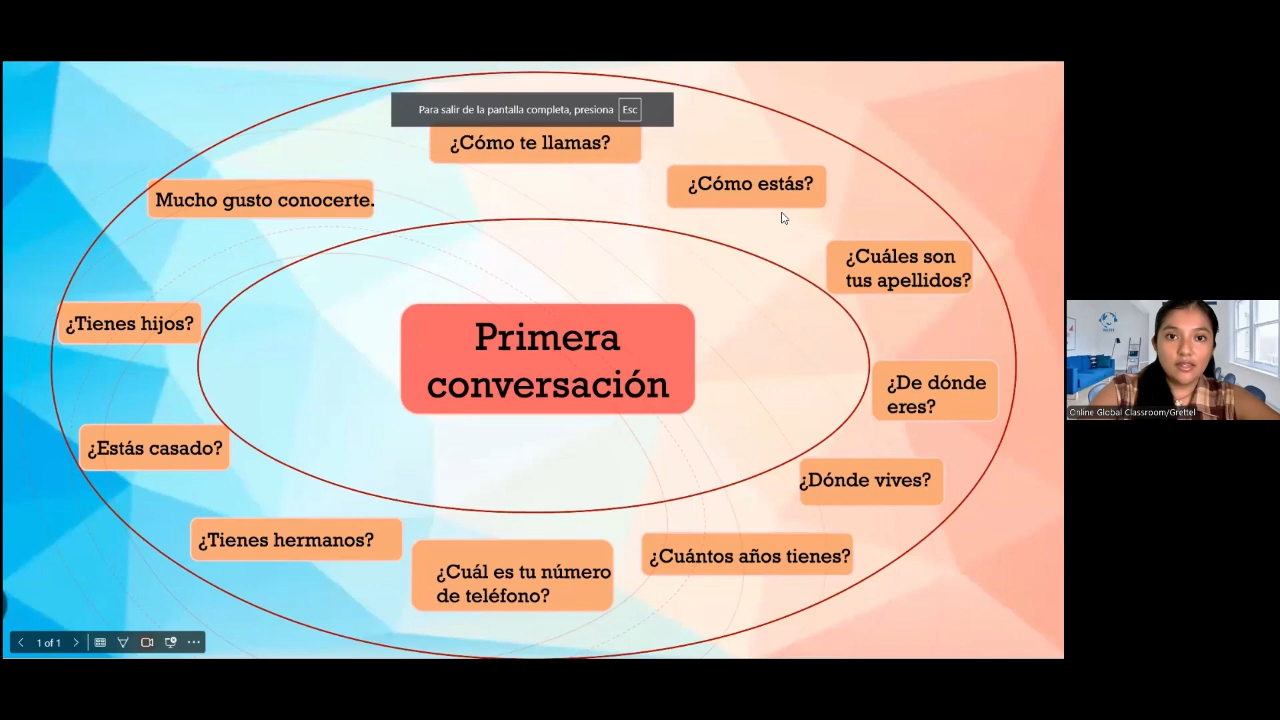 Para salir de la pantalla completa, presiona Esc
¿Cómo te llamas?
¿Cómo estás?
Mucho gusto conocerte.
¿Cuáles son
tus apellidos?
¿Tienes hijos?
Primera
conversación
¿De dónde
eres?
¿Estás casado?
¿Dónde vives?
¿Tienes hermanos?
¿Cuántos años tienes?
¿Cuál es tu número
de teléfono?
1 of 1
Online Global Classroom/Grettel